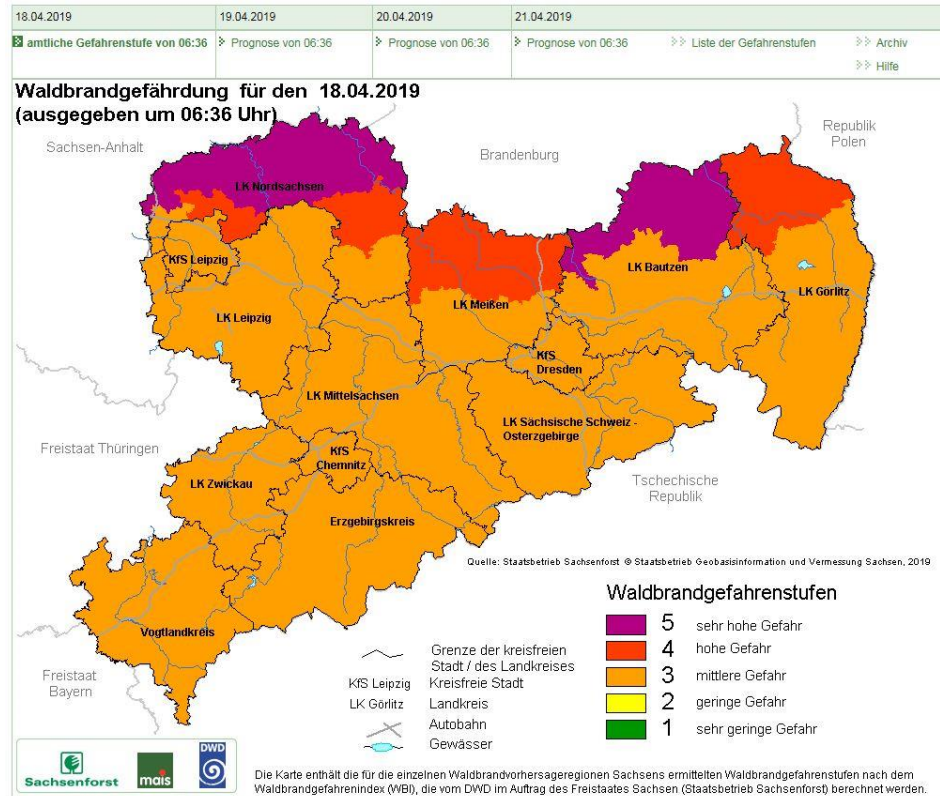 18.04.2019 19.04.2019 20.04.2019 21.04.2019
amtliche Gefahrenstufe von 06:36 Prognose von 06:36 Prognose von 06:36 Prognose von 06:36 >> Liste der Gefahrenstufen >> Archiv
>> Hilfe
Waldbrandgefährdung für den 18.04.2019
(ausgegeben um 06:36 Uhr)
Sachsen-Anhalt
Brandenburg
Republik
Polen
LK Nordsachsen
KfS Leipzig
LK Bautzen
LK Görlitz
LK Meißen
LK Leipzig
KfS
Dresden
LK Mittelsachsen
LK Sächsische Schweiz -
Osterzgebirge
Freistaat Thüringen
KfS
Chemnitz
LK Zwickau
Tschechische
Republik
Erzgebirgskreis
Vogtlandkreis
Freistaat
Bayern
Quelle: Staatsbetrieb Sachsenforst © Staatsbetrieb Geobasisinformation und Vermessung Sachsen, 2019
Waldbrandgefahrenstufen
5 sehr hohe Gefahr
4 hohe Gefahr
3 mittlere Gefahr
2 geringe Gefahr
1 sehr geringe Gefahr
Grenze der kreisfreien
Stadt / des Landkreises
KfS Leipzig Kreisfreie Stadt
LK Görlitz Landkreis
Autobahn
Gewässer
Sachsenforst
mais
DWD
Die Karte enthält die für die einzelnen Waldbrandvorhersageregionen Sachsens ermittelten Waldbrandgefahrenstufen nach dem
Waldbrandgefahrenindex (WBI), die vom DWD im Auftrag des Freistaates Sachsen (Staatsbetrieb Sachsenforst) berechnet werden.